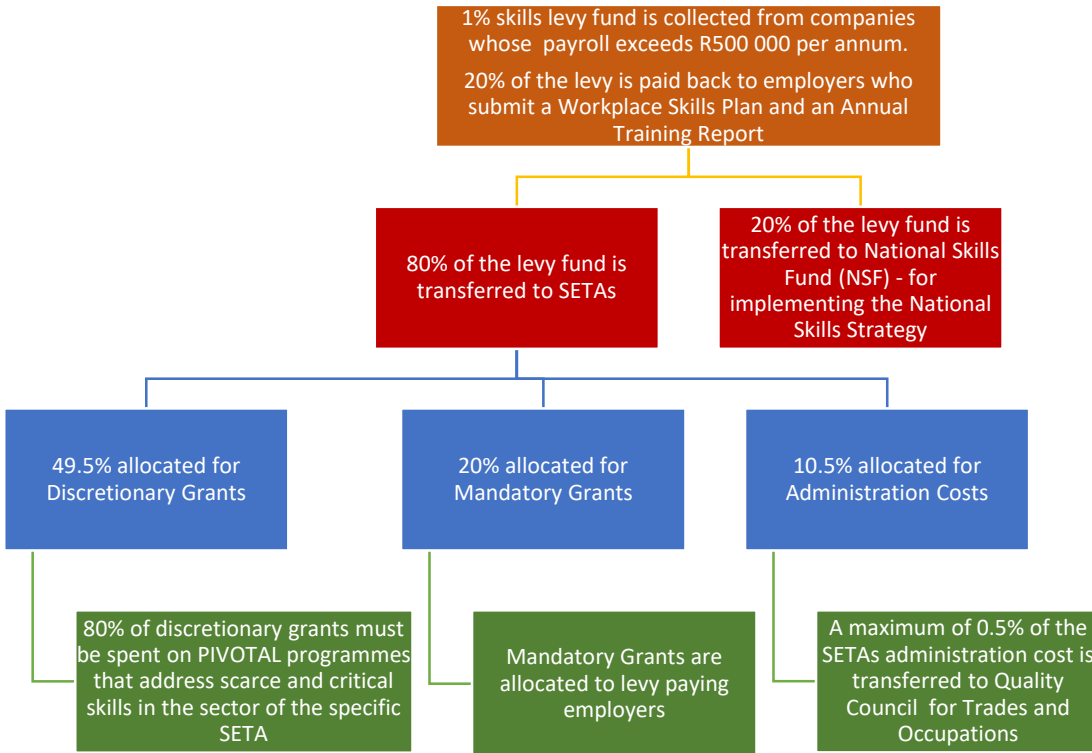 1% skills levy fund is collected from companies
whose payroll exceeds R500 000 per annum.
20% of the levy is paid back to employers who
submit a Workplace Skills Plan and an Annual
Training Report
80% of the levy fund is
transferred to SETAs
20% of the levy fund is
transferred to National Skills
Fund (NSF) - for
implementing the National
Skills Strategy
49.5% allocated for
Discretionary Grants
20% allocated for
Mandatory Grants
10.5% allocated for
Administration Costs
80% of discretionary grants must
be spent on PIVOTAL programmes
that address scarce and critical
skills in the sector of the specific
SETA
Mandatory Grants are
allocated to levy paying
employers
A maximum of 0.5% of the
SETAs administration cost is
transferred to Quality
Council for Trades and
Occupations